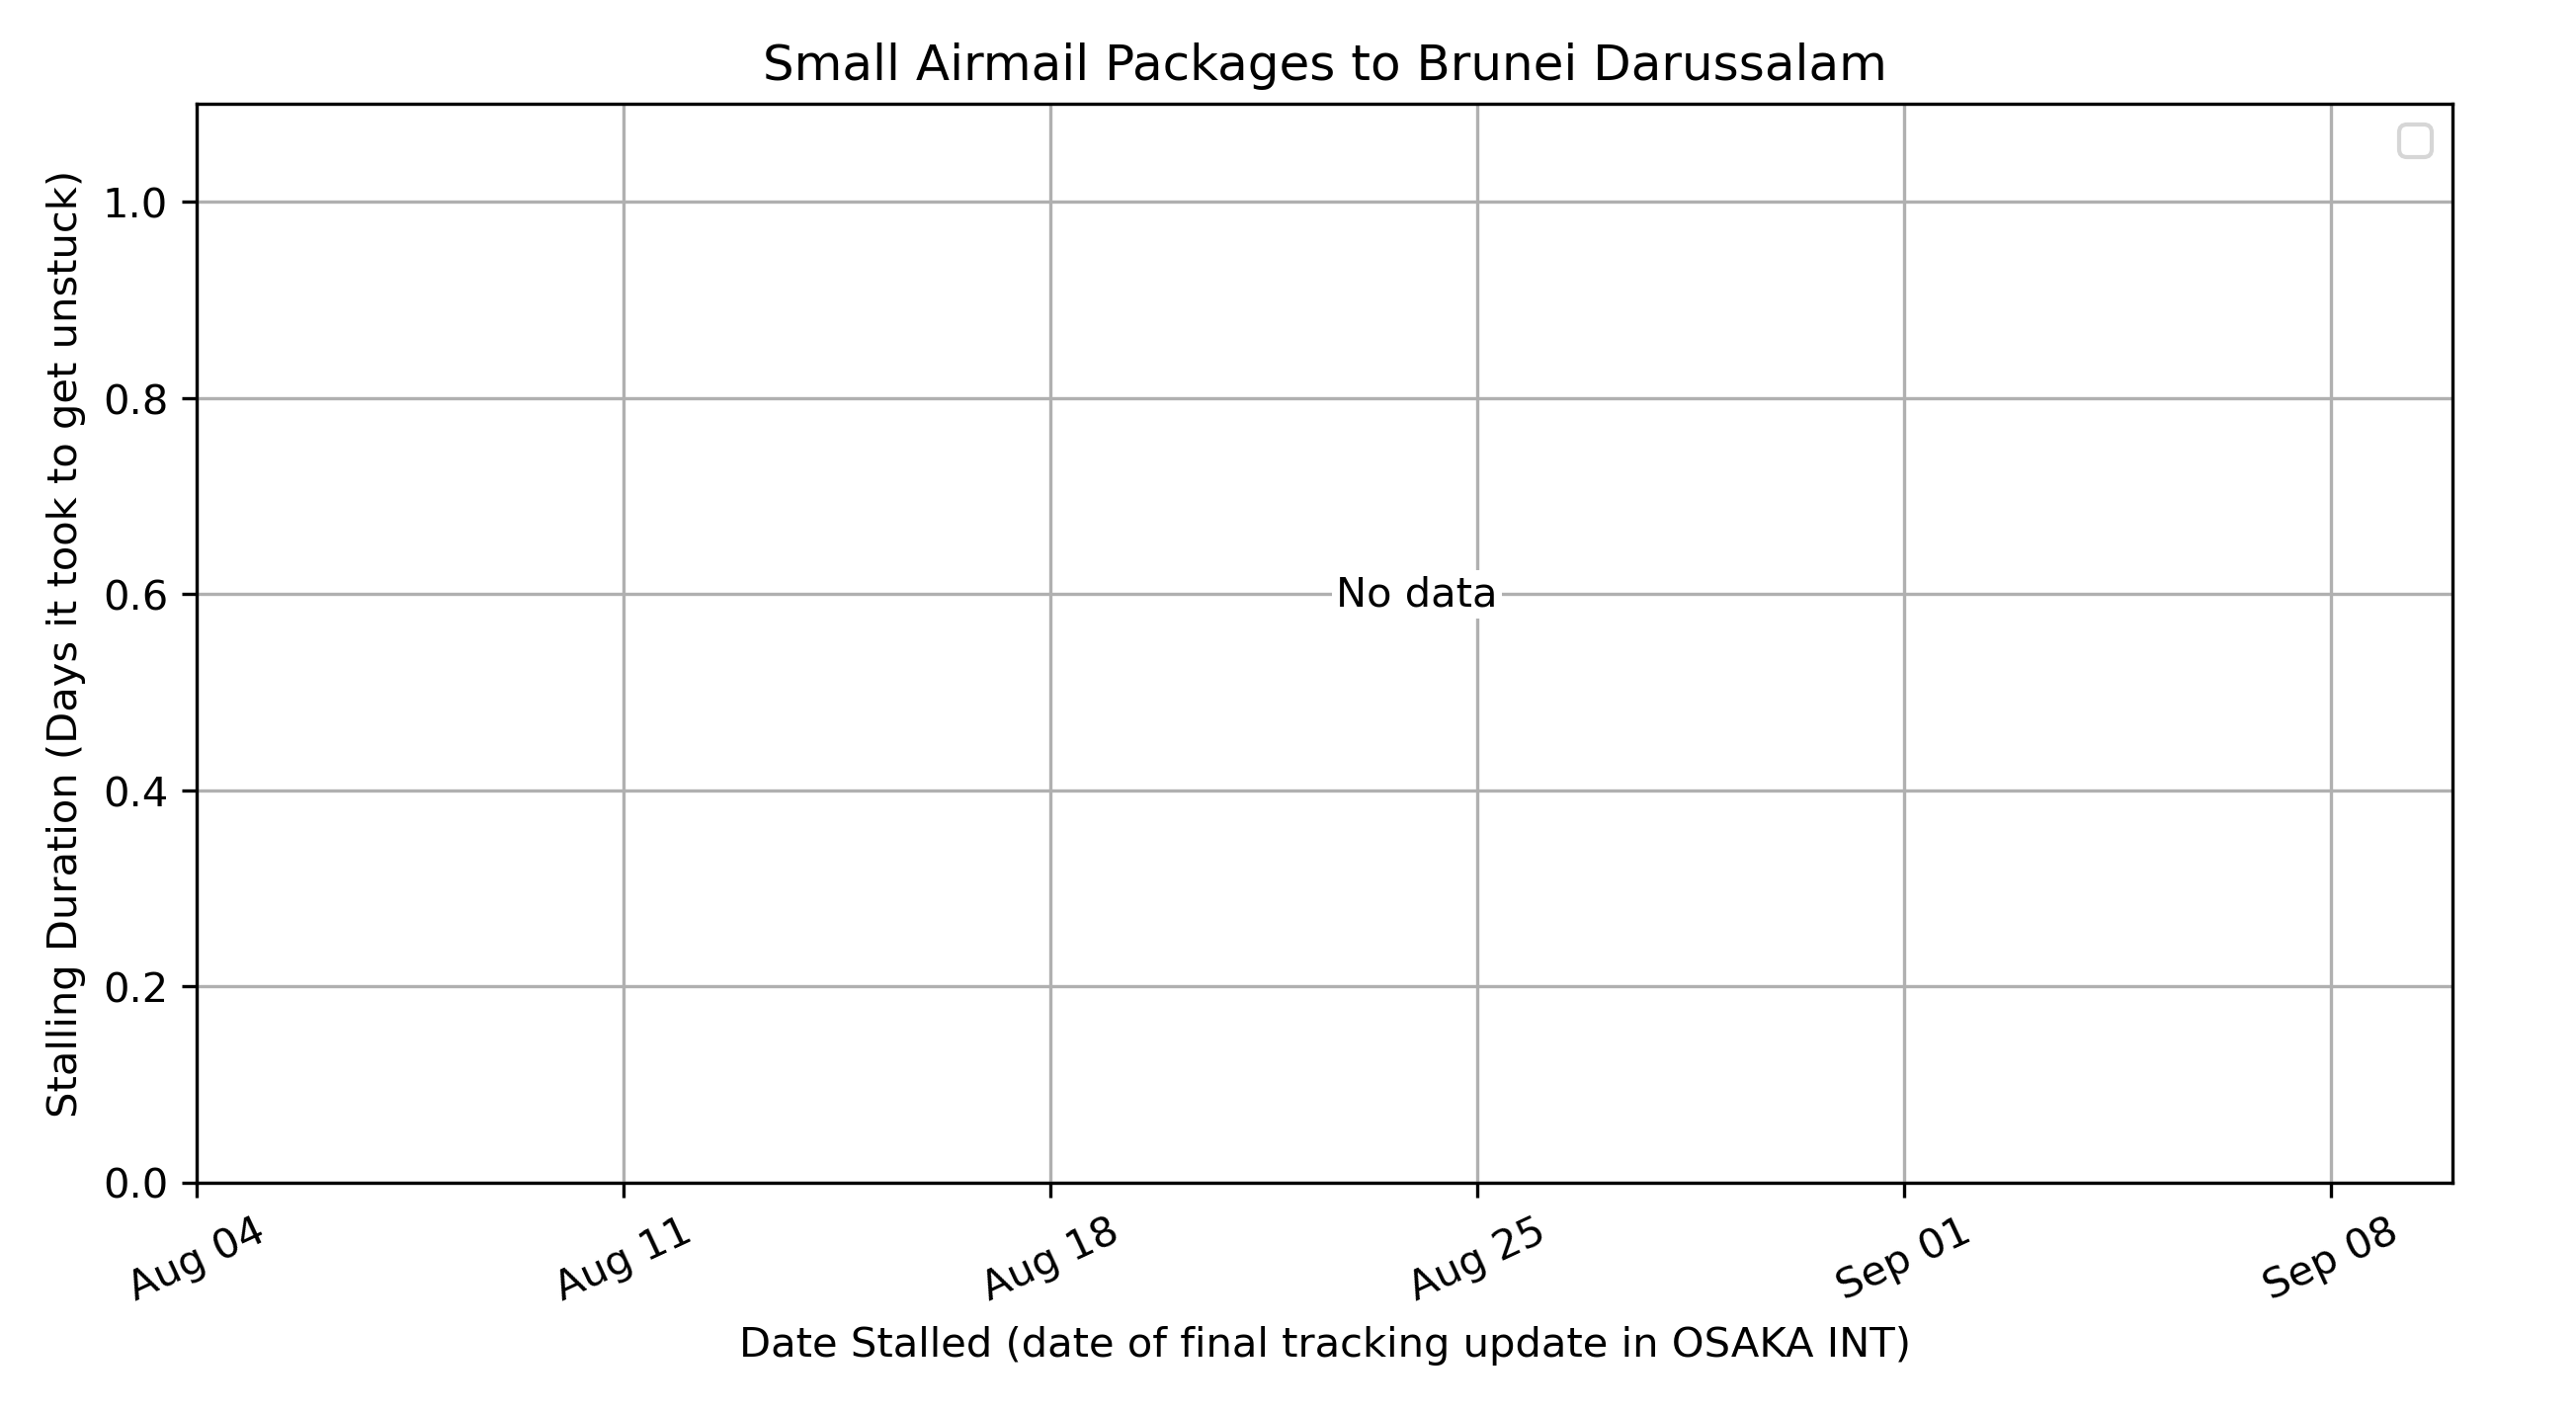 Small Airmail Packages to Brunei Darussalam
Stalling Duration (Days it took to get unstuck)
1.0
0.8
0.6
0.4
0.2
0.0
No data
Aug 04
Aug 11
Aug 18
Aug 25
Sep 01
Sep 08
Date Stalled (date of final tracking update in OSAKA INT)